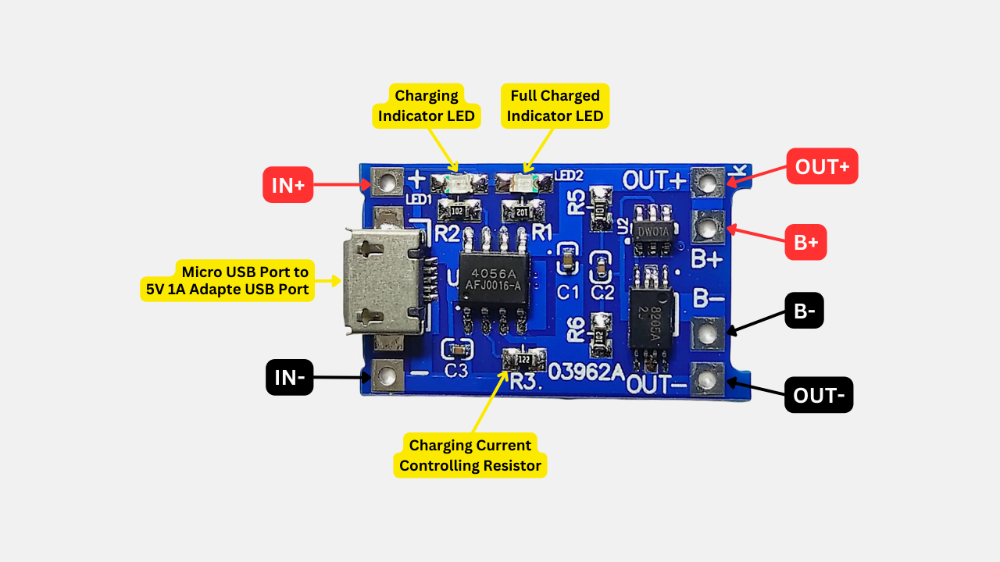 Charging
Indicator LED
Full Charged
Indicator LED
IN+
OUT+
B+
Micro USB Port to
5V 1A Adapte USB Port
B-
IN-
OUT-
Charging Current
Controlling Resistor
+
LED1
LED2
OUT+
k
102
R2
201
R1
R5
101
U2
DW01A
B+
U
4056A
AFJ0016-A
C1
C2
B-
8205A
R6
102
C3
122
R3.
03962A
-
OUT-